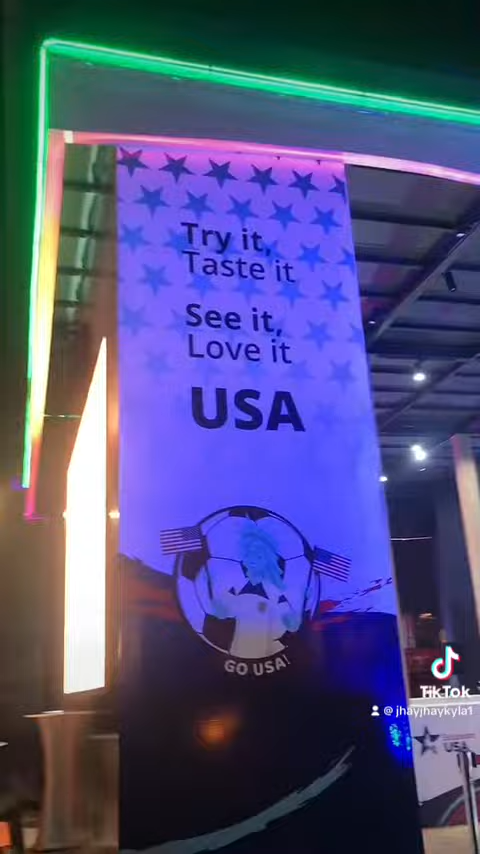 Try it,
Taste it
See it,
Love it
USA
GO USA!
TikTok
@ jhayjhaykyla1
USA